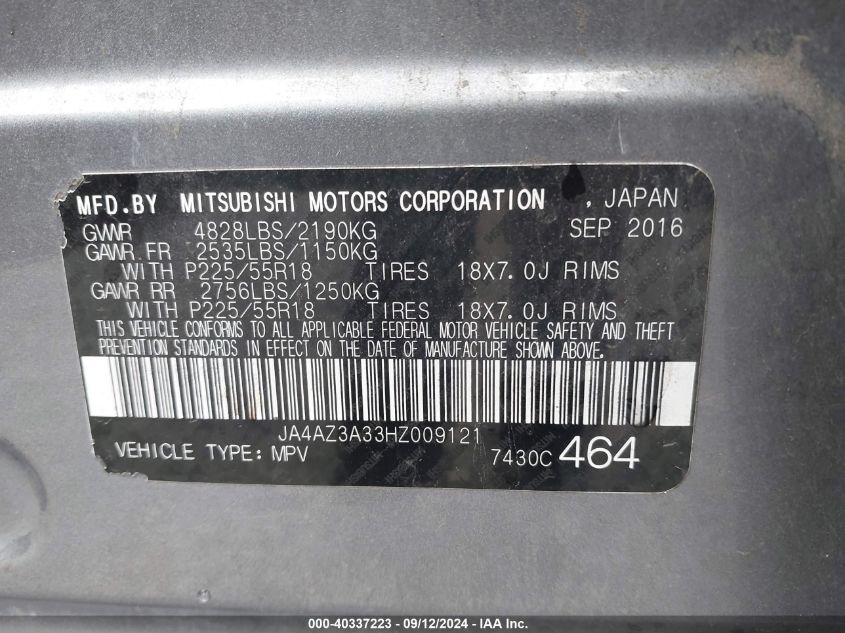 MFD.BY MITSUBISHI MOTORS CORPORATION , JAPAN
GVWR 4828LBS/2190KG SEP 2016
GAWR FR 2535LBS/1150KG
WITH P225/55R18 TIRES 18X7.0J RIMS
GAWR RR 2756LBS/1250KG
WITH P225/55R18 TIRES 18X7.0J RIMS
THIS VEHICLE CONFORMS TO ALL APPLICABLE FEDERAL MOTOR VEHICLE SAFETY AND THEFT
PREVENTION STANDARDS IN EFFECT ON THE DATE OF MANUFACTURE SHOWN ABOVE.
JA4AZ3A33HZ009121
VEHICLE TYPE: MPV 7430C 464
000-40337223 - 09/12/2024 - IAA Inc.